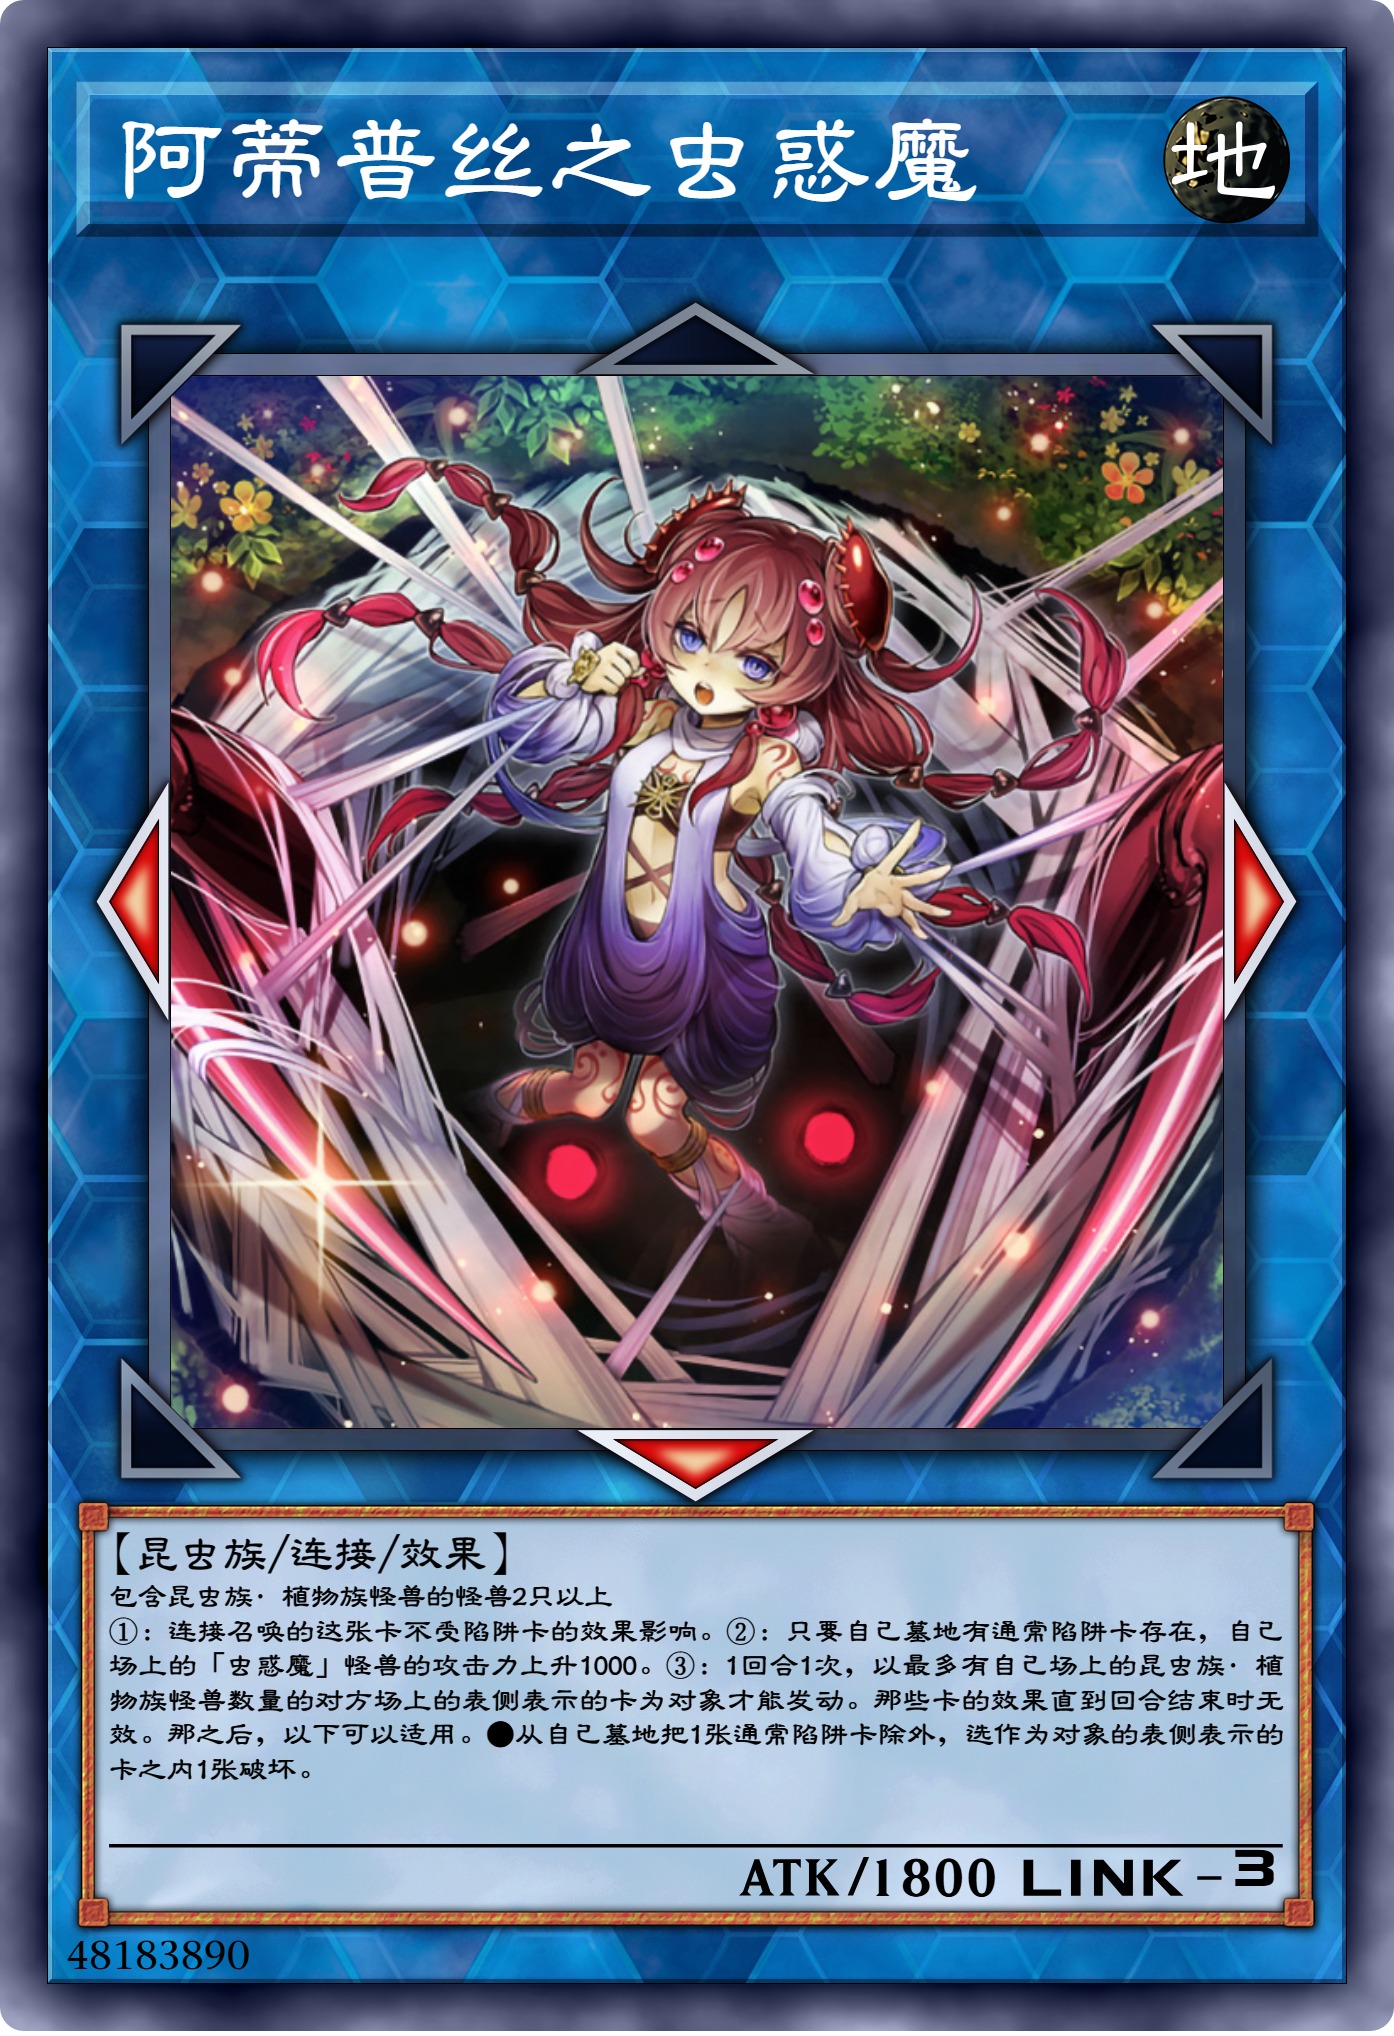 阿蒂普丝之虫惑魔
地
【昆虫族/连接/效果】
包含昆虫族·植物族怪兽的怪兽2只以上
①：连接召唤的这张卡不受陷阱卡的效果影响。②：只要自己墓地有通常陷阱卡存在，自己
场上的「虫惑魔」怪兽的攻击力上升1000。③：1回合1次，以最多有自己场上的昆虫族·植
物族怪兽数量的对方场上的表侧表示的卡为对象才能发动。那些卡的效果直到回合结束时无
效。那之后，以下可以适用。●从自己墓地把1张通常陷阱卡除外，选作为对象的表侧表示的
卡之内1张破坏。
ATK/1800 LINK-3
48183890